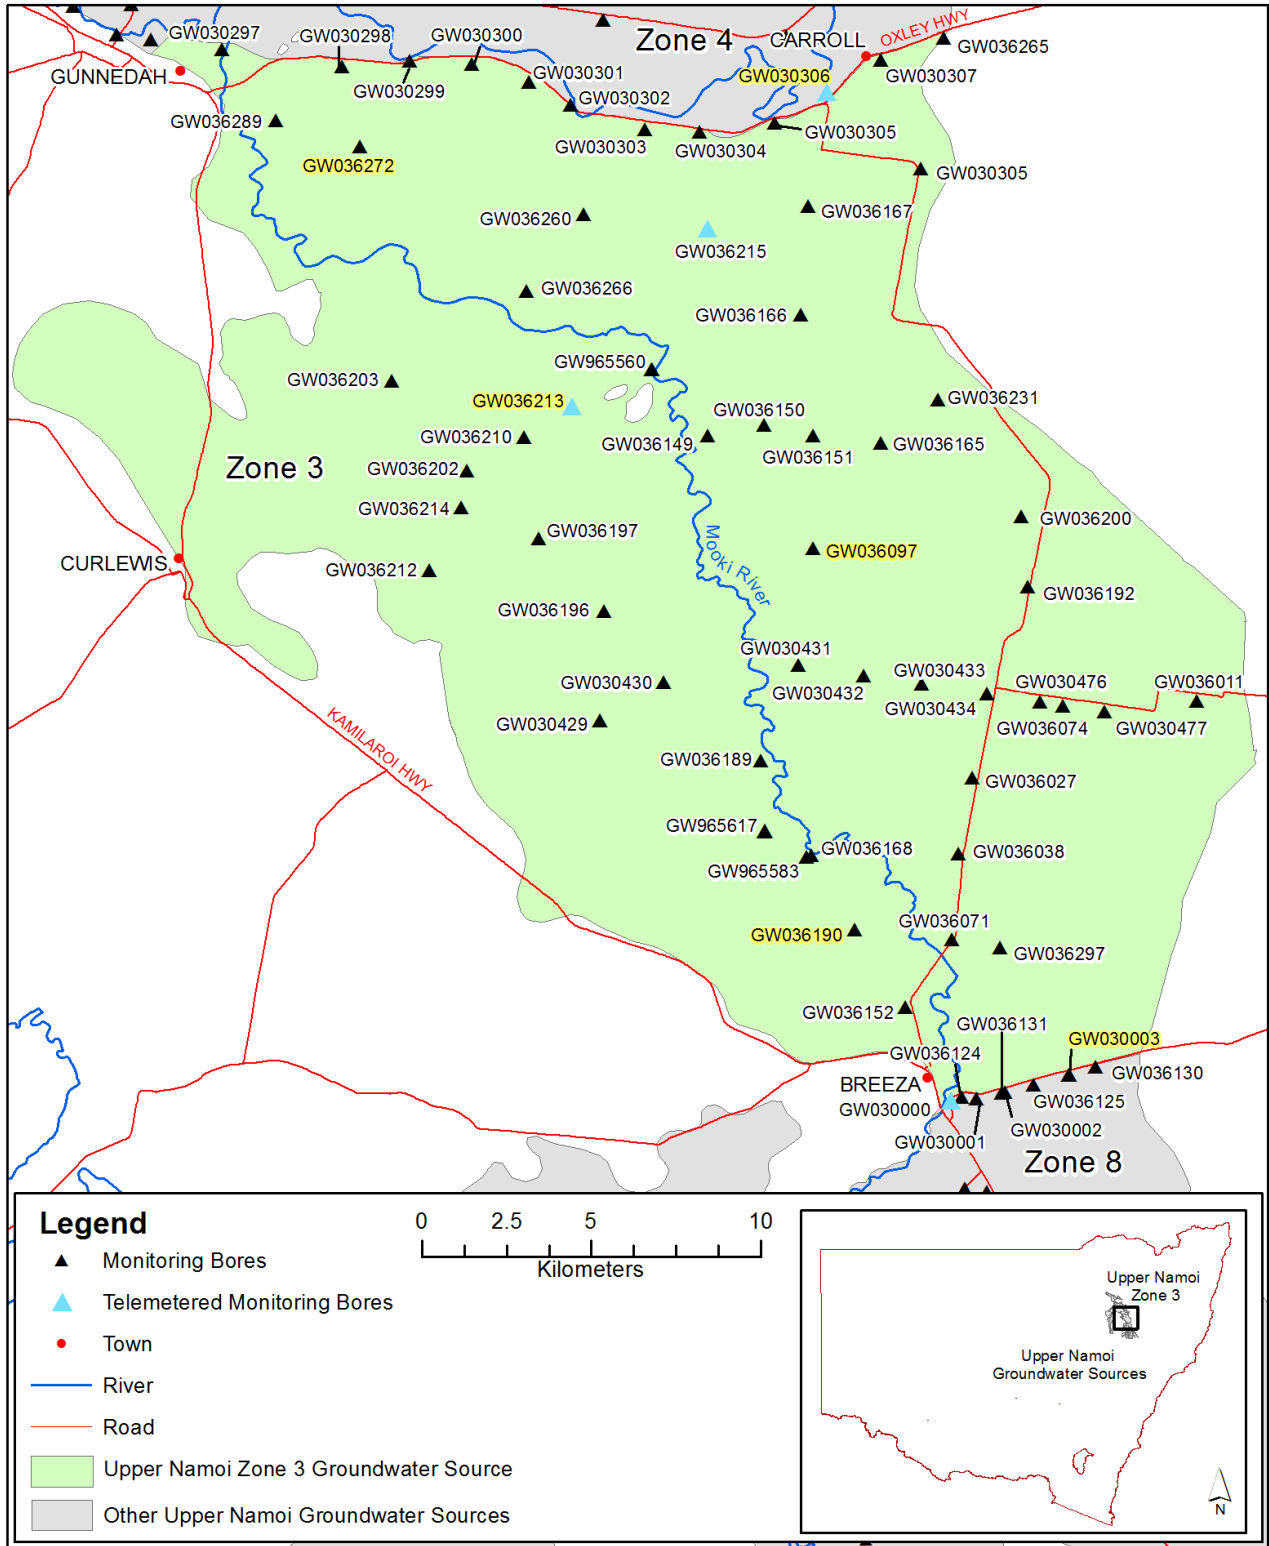 GW030297
GW030298
GW030300
Zone 4
CARROLL
OXLEY HWY
GW036265
GUNNEDAH
GW030299
GW030301
GW030306
GW030307
GW030302
GW036289
GW030303
GW030304
GW030305
GW036272
GW030305
GW036260
GW036167
GW036215
GW036266
GW036166
GW965560
GW036203
GW036213
GW036231
GW036150
GW036210
GW036149
GW036151
GW036165
Zone 3
GW036202
GW036214
GW036200
GW036197
Mooki River
GW036097
CURLEWIS
GW036212
GW036192
GW036196
GW030431
GW030430
GW030432
GW030433
GW030476
GW036011
GW030434
GW030429
GW036074
GW030477
KAMILAROI HWY
GW036189
GW036027
GW965617
GW036168
GW036038
GW965583
GW036071
GW036190
GW036297
GW036152
GW036131
GW036124
GW030003
BREEZA
GW036130
GW030000
GW036125
GW030001
GW030002
Zone 8
Legend
Monitoring Bores
Telemetered Monitoring Bores
Town
River
Road
Upper Namoi Zone 3 Groundwater Source
Other Upper Namoi Groundwater Sources
0 2.5 5 10
Kilometers
Upper Namoi
Zone 3
Upper Namoi
Groundwater Sources
N